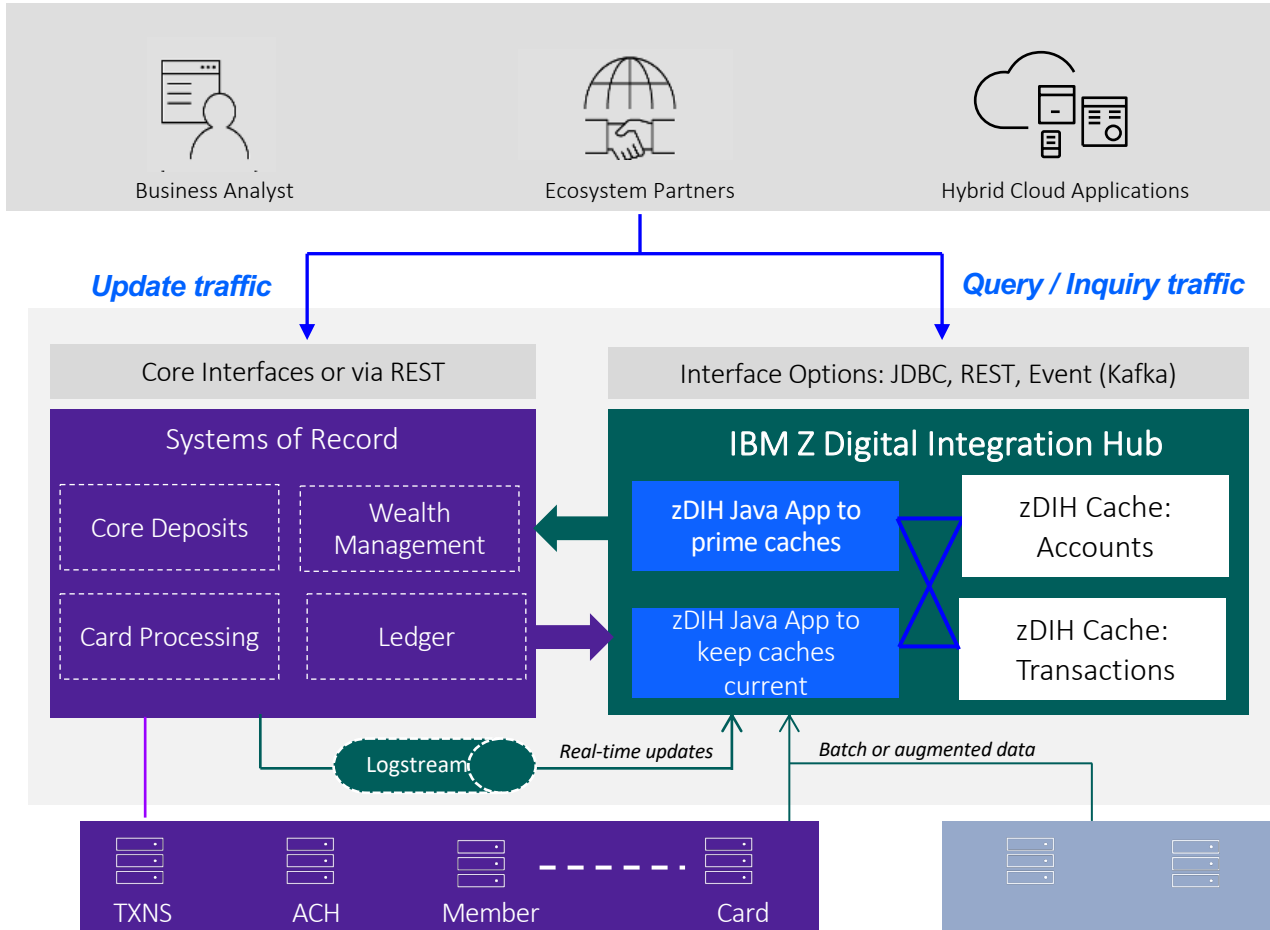 Business Analyst
Ecosystem Partners
Hybrid Cloud Applications
Update traffic
Query / Inquiry traffic
Core Interfaces or via REST
Interface Options: JDBC, REST, Event (Kafka)
Systems of Record
Core Deposits
Wealth
Management
Card Processing
Ledger
IBM Z Digital Integration Hub
zDIH Java App to
prime caches
zDIH Cache:
Accounts
zDIH Java App to
keep caches
current
zDIH Cache:
Transactions
Logstream
Real-time updates
Batch or augmented data
TXNS
ACH
Member
Card